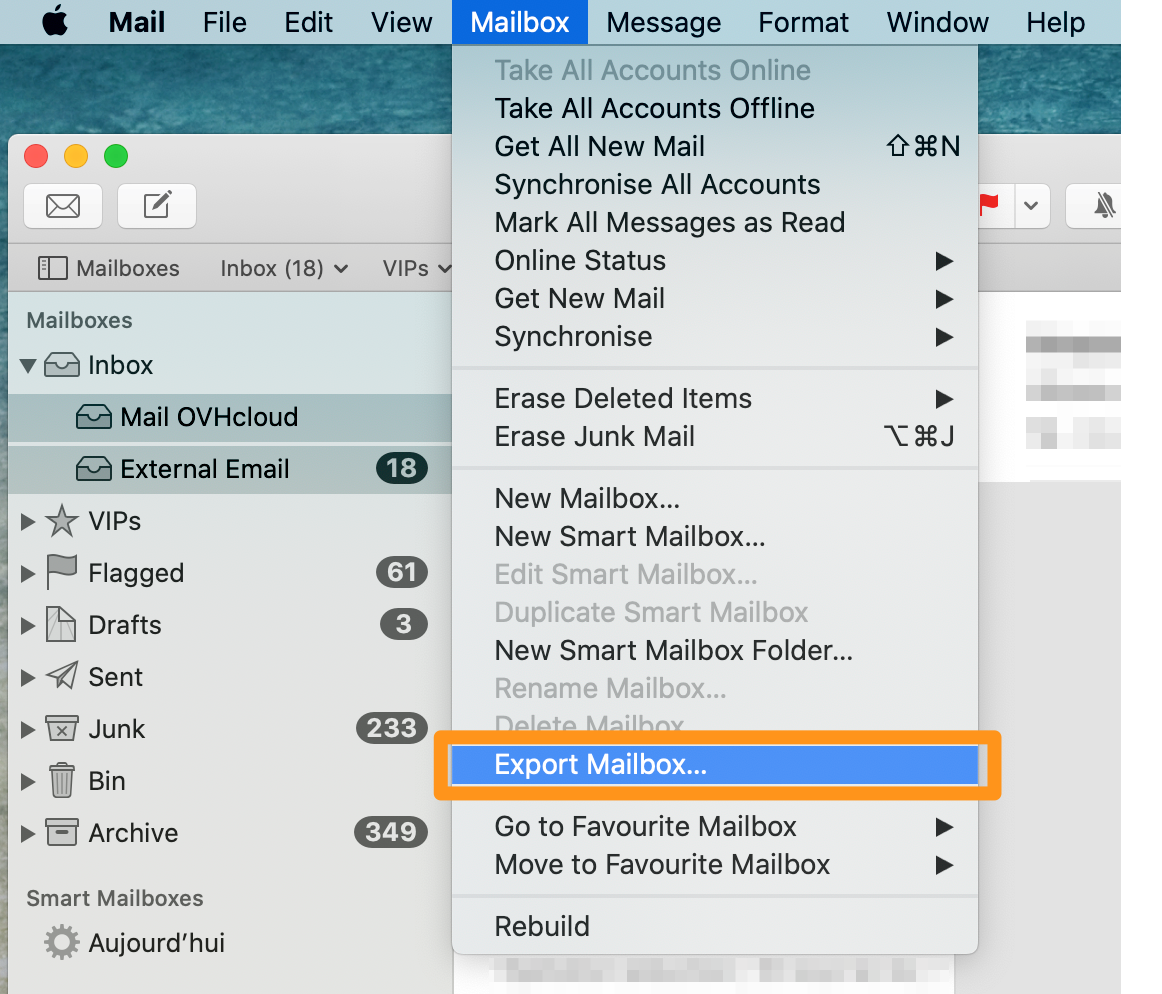 Mail File Edit View Mailbox Message Format Window Help
Take All Accounts Online
Take All Accounts Offline
Get All New Mail ⇧⌘N
Synchronise All Accounts
Mark All Messages as Read
Online Status ▶
Get New Mail ▶
Synchronise ▶
Erase Deleted Items ▶
Erase Junk Mail ⌥⌘J
New Mailbox...
New Smart Mailbox...
Edit Smart Mailbox...
Duplicate Smart Mailbox
New Smart Mailbox Folder...
Rename Mailbox...
Delete Mailbox
Export Mailbox...
Go to Favourite Mailbox ▶
Move to Favourite Mailbox ▶
Rebuild
Mailboxes Inbox (18) VIPs
Mailboxes
Inbox
Mail OVHcloud
External Email 18
VIPs
Flagged 61
Drafts 3
Sent
Junk 233
Bin
Archive 349
Smart Mailboxes
Aujourd’hui